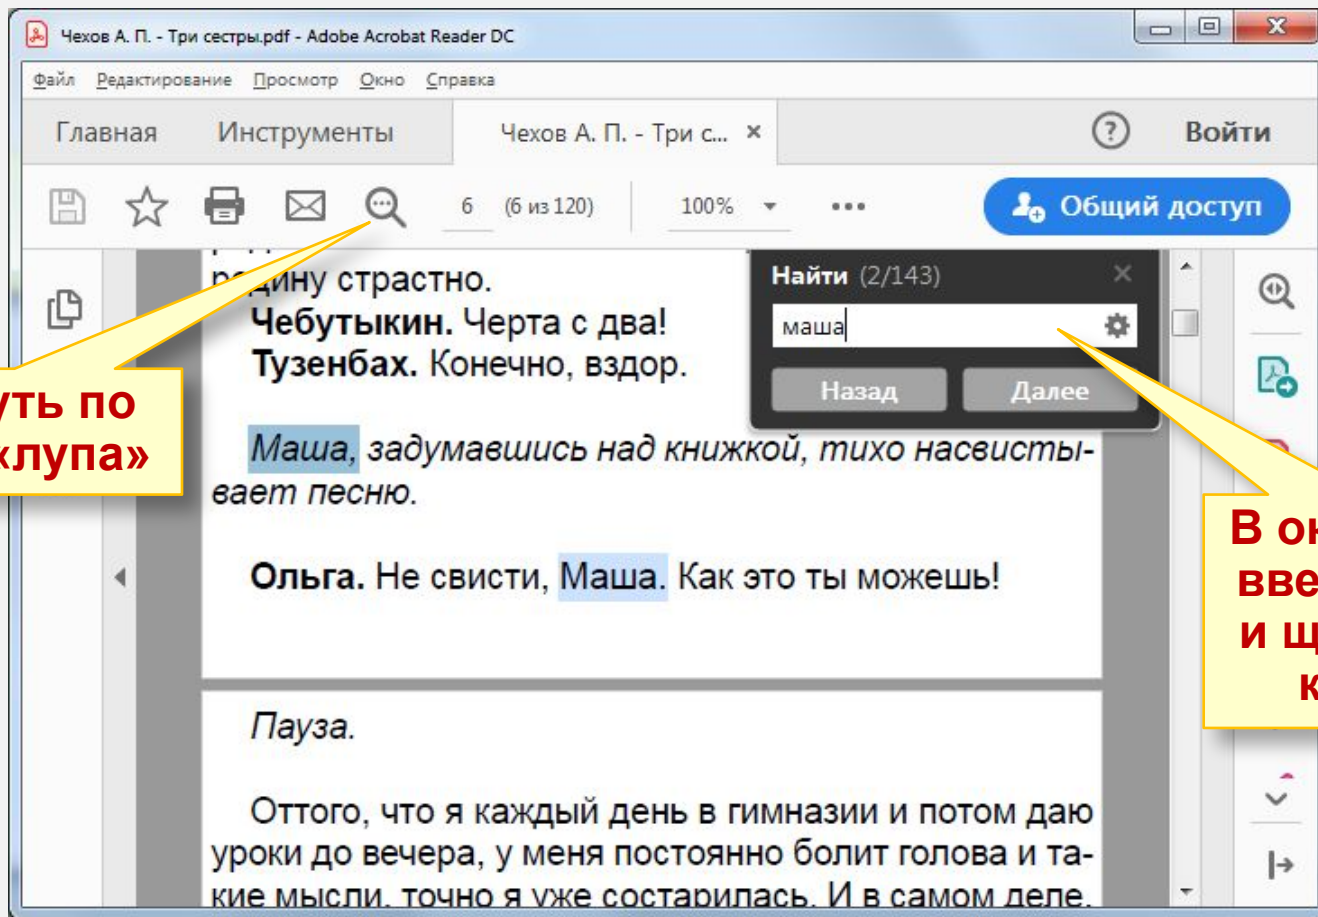 Чехов А. П. - Три сестры.pdf - Adobe Acrobat Reader DC
Файл Редактирование Просмотр Окно Справка
Главная Инструменты Чехов А. П. - Три с... × Войти
6 (6 из 120) 100% Общий доступ
родину страстно.
Чебутыкин. Черта с два!
Тузенбах. Конечно, вздор.
Найти (2/143)
маша
Назад Далее
уть по
«лупа»
Маша, задумавшись над книжкой, тихо насвисты-
вает песню.
Ольга. Не свисти, Маша. Как это ты можешь!
В ок
вве
и щ
к
Пауза.
Оттого, что я каждый день в гимназии и потом даю
уроки до вечера, у меня постоянно болит голова и та-
кие мысли, точно я уже состарилась. И в самом деле,